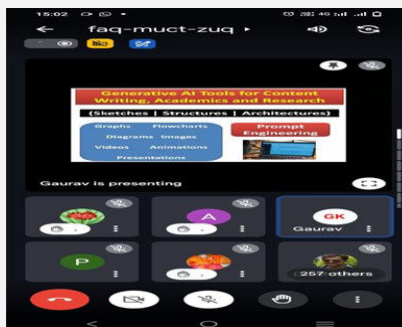 15:02
4G
faq-muct-zuq
Generative AI Tools for Content
Writing, Academics and Research
(Sketches | Structures | Architectures)
Graphs Flowcharts
Diagrams Images
Videos Animations
Presentations
Prompt
Engineering
Gaurav is presenting
A
GK
Gaurav
P
257 others